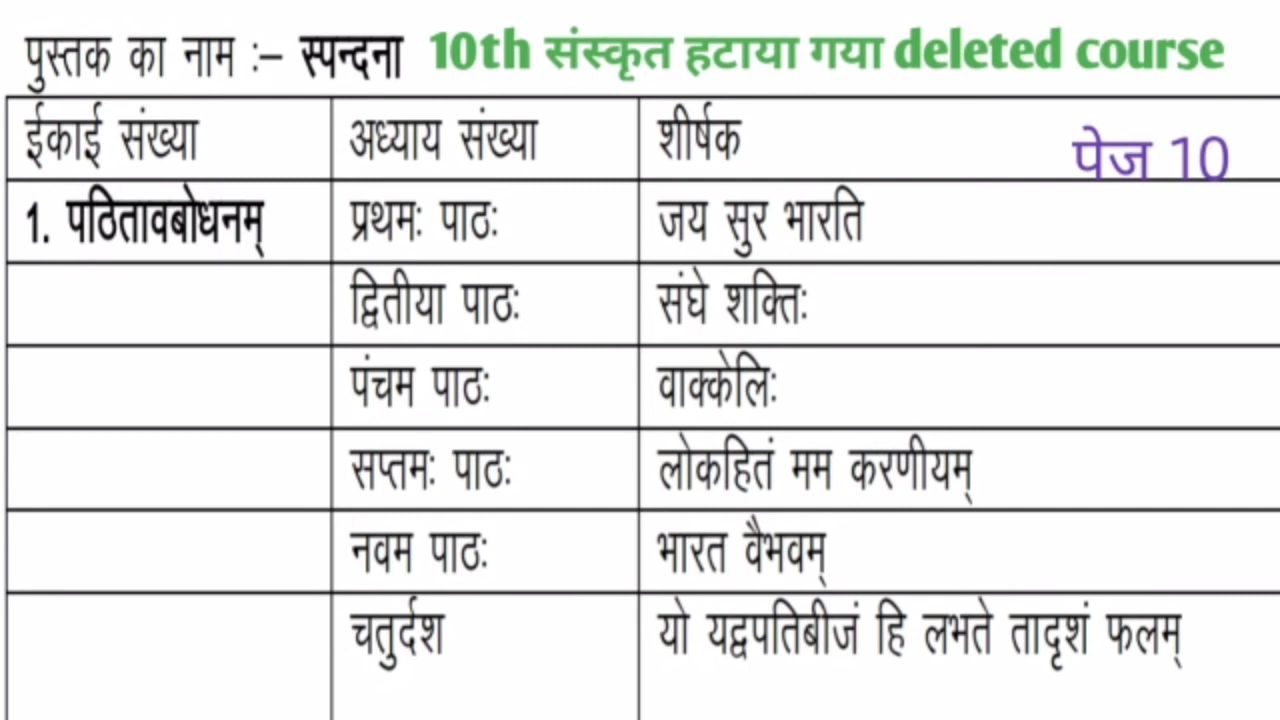 पुस्तक का नाम :– स्पन्दना 10th संस्कृत हटाया गया deleted course
ईकाई संख्या अध्याय संख्या शीर्षक पेज 10
1. पठितावबोधनम् प्रथमः पाठः जय सुर भारति
द्वितीया पाठः संघे शक्तिः
पंचम पाठः वाक्केलिः
सप्तमः पाठः लोकहितं मम करणीयम्
नवम पाठः भारत वैभवम्
चतुर्दश यो यद्वपतिबीजं हि लभते तादृशं फलम्